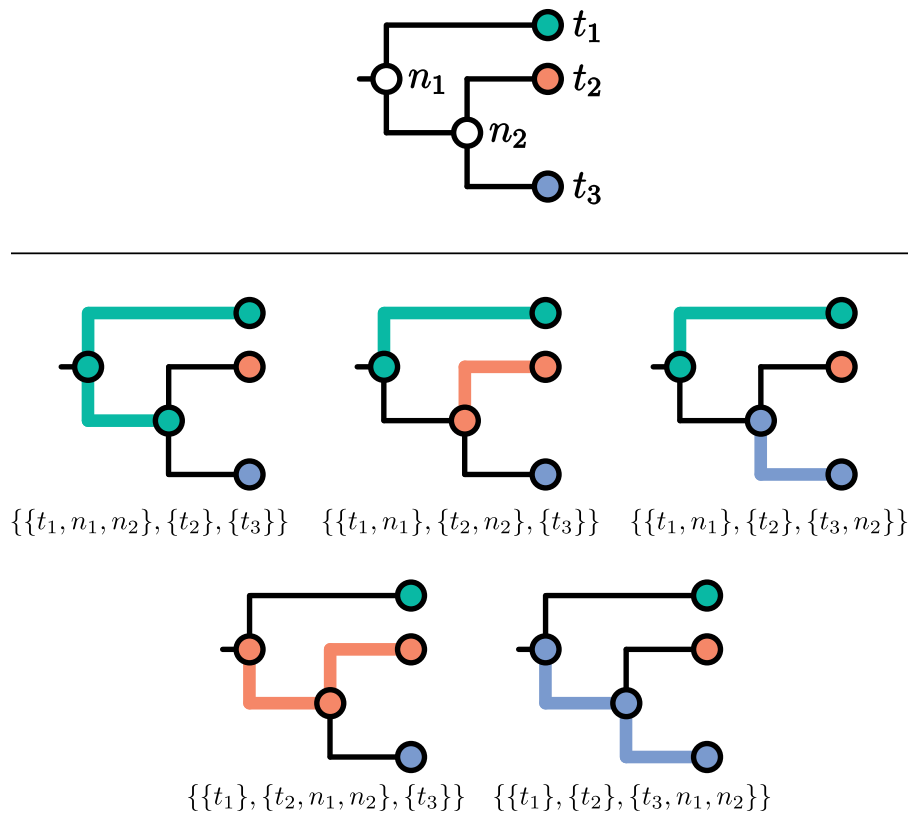 t₁
n₁
t₂
n₂
t₃
{{t₁, n₁, n₂}, {t₂}, {t₃}} {{t₁, n₁}, {t₂, n₂}, {t₃}} {{t₁, n₁}, {t₂}, {t₃, n₂}}
{{t₁}, {t₂, n₁, n₂}, {t₃}} {{t₁}, {t₂}, {t₃, n₁, n₂}}